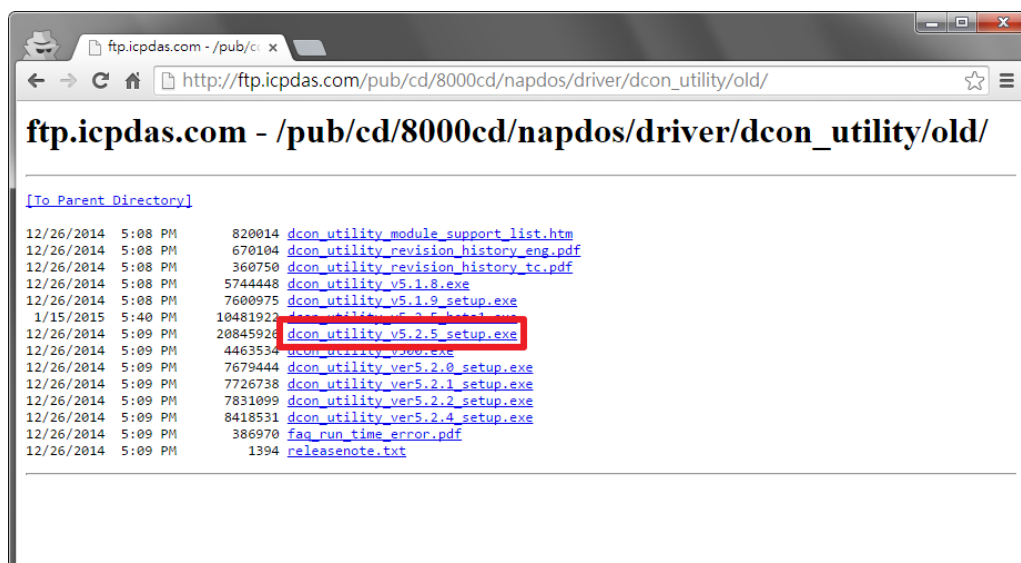 ftp.icpdas.com - /pub/c
http://ftp.icpdas.com/pub/cd/8000cd/napdos/driver/dcon_utility/old/
ftp.icpdas.com - /pub/cd/8000cd/napdos/driver/dcon_utility/old/
[To Parent Directory]
12/26/2014 5:08 PM 820014 dcon_utility_module_support_list.htm
12/26/2014 5:08 PM 670104 dcon_utility_revision_history_eng.pdf
12/26/2014 5:08 PM 360750 dcon_utility_revision_history_tc.pdf
12/26/2014 5:08 PM 5744448 dcon_utility_v5.1.8.exe
12/26/2014 5:08 PM 7600975 dcon_utility_v5.1.9_setup.exe
1/15/2015 5:40 PM 10481922 dcon_utility_v5.2.5_beta1.exe
12/26/2014 5:09 PM 20845926 dcon_utility_v5.2.5_setup.exe
12/26/2014 5:09 PM 4463534 dcon_utility_v500.exe
12/26/2014 5:09 PM 7679444 dcon_utility_ver5.2.0_setup.exe
12/26/2014 5:09 PM 7726738 dcon_utility_ver5.2.1_setup.exe
12/26/2014 5:09 PM 7831099 dcon_utility_ver5.2.2_setup.exe
12/26/2014 5:09 PM 8418531 dcon_utility_ver5.2.4_setup.exe
12/26/2014 5:09 PM 386970 faq_run_time_error.pdf
12/26/2014 5:09 PM 1394 releasenote.txt